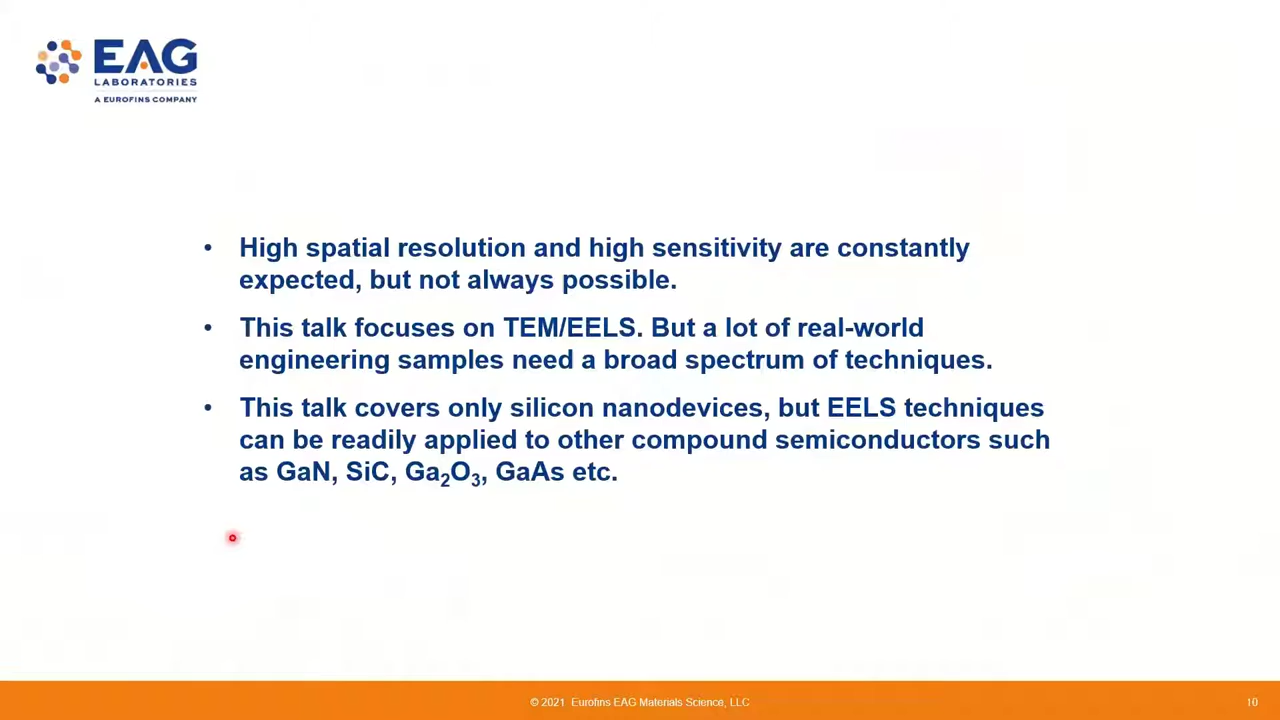 EAG
LABORATORIES
A EUROFINS COMPANY
• High spatial resolution and high sensitivity are constantly
expected, but not always possible.
• This talk focuses on TEM/EELS. But a lot of real-world
engineering samples need a broad spectrum of techniques.
• This talk covers only silicon nanodevices, but EELS techniques
can be readily applied to other compound semiconductors such
as GaN, SiC, Ga₂O₃, GaAs etc.
© 2021 Eurofins EAG Materials Science, LLC
10